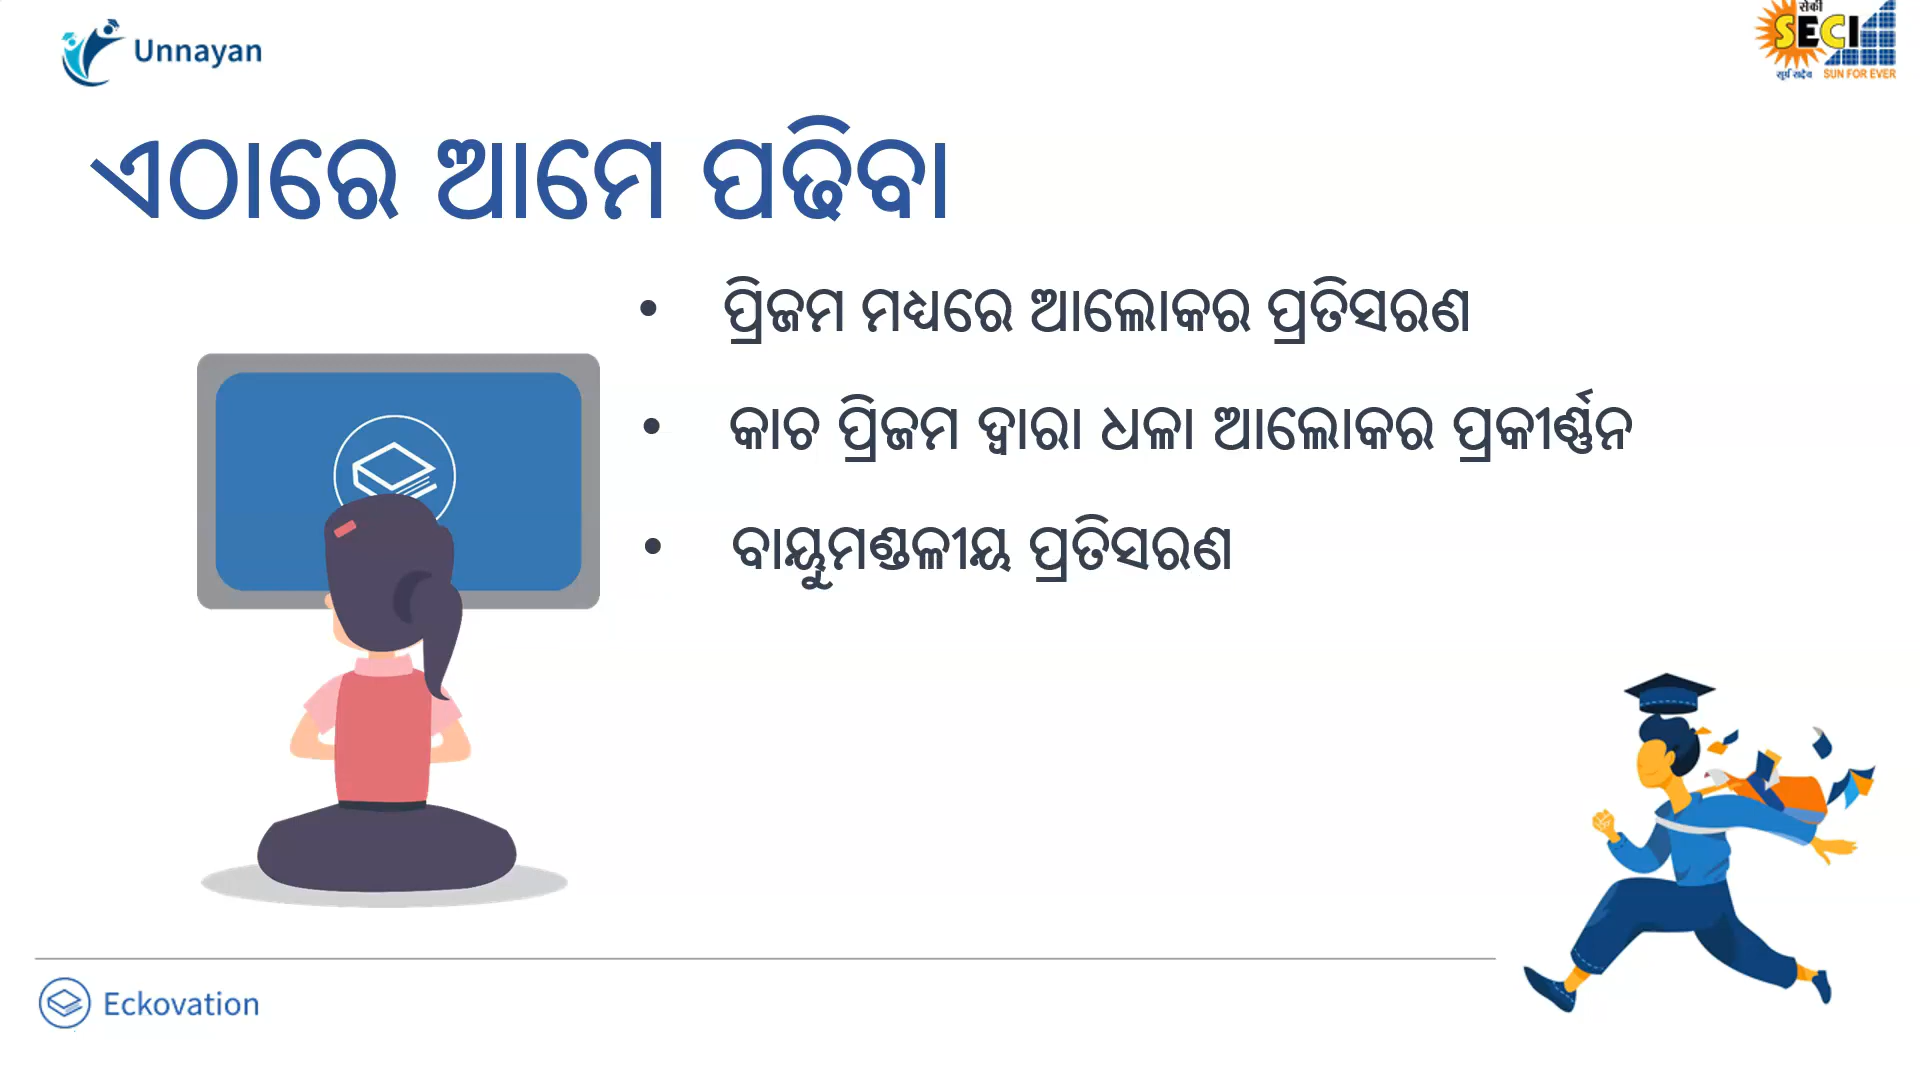 Unnayan
सेकी
SECI
सूर्य सदैव SUN FOR EVER
ଏଠାରେ ଆମେ ପଢିବା
• ପ୍ରିଜମ ମଧ୍ୟରେ ଆଲୋକର ପ୍ରତିସରଣ
• କାଚ ପ୍ରିଜମ ଦ୍ୱାରା ଧଳା ଆଲୋକର ପ୍ରକୀର୍ଣ୍ଣନ
• ବାୟୁମଣ୍ଡଳୀୟ ପ୍ରତିସରଣ
Eckovation